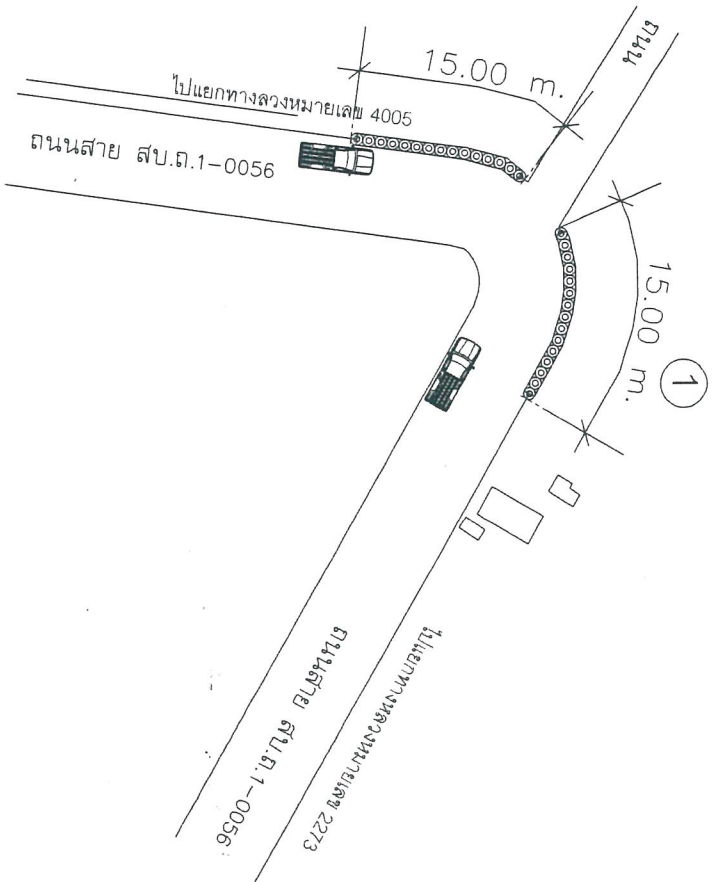 ถนน
15.00 m.
ไปแยกทางลวงหมายเลข 4005
ถนนสาย สบ.ถ.1-0056
15.00 m.
1
ไปแยกทางหลวงหมายเลข 2273
ถนนสาย สบ.ถ.1-0056